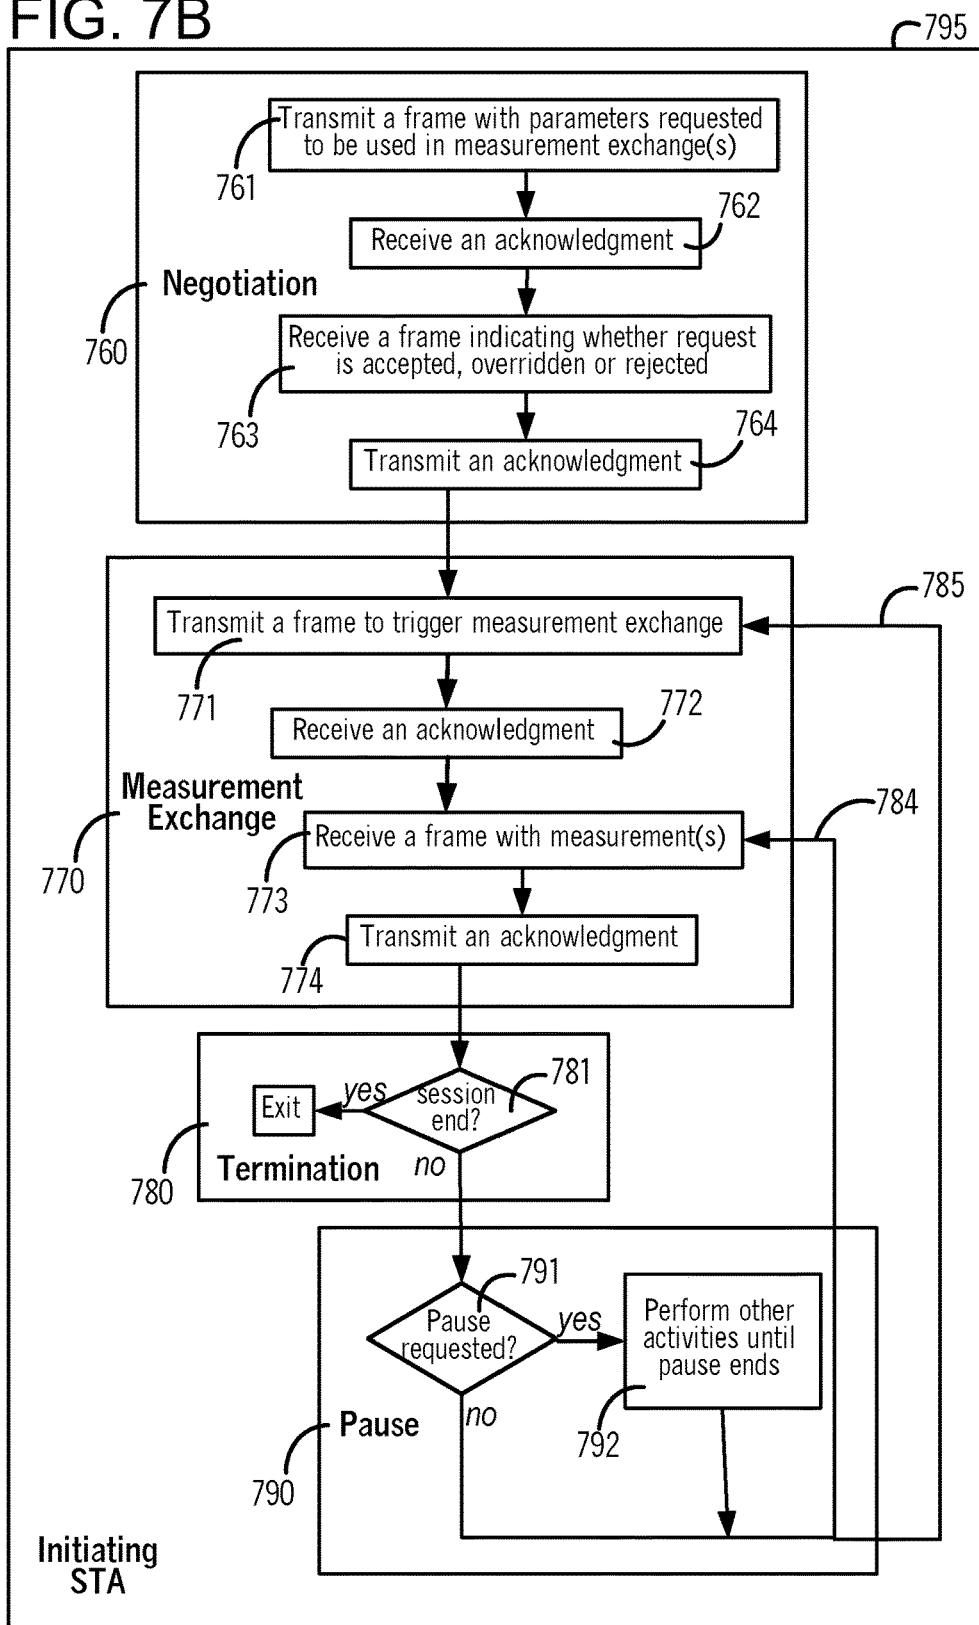 FIG. 7B
795
Transmit a frame with parameters requested
to be used in measurement exchange(s)
761
762
Receive an acknowledgment
Negotiation
760
Receive a frame indicating whether request
is accepted, overridden or rejected
763
764
Transmit an acknowledgment
785
Transmit a frame to trigger measurement exchange
771
772
Receive an acknowledgment
Measurement
Exchange
784
Receive a frame with measurement(s)
770
773
Transmit an acknowledgment
774
781
session
end?
yes
Exit
no
Termination
780
791
Pause
requested?
yes
Perform other
activities until
pause ends
no
792
Pause
790
Initiating
STA